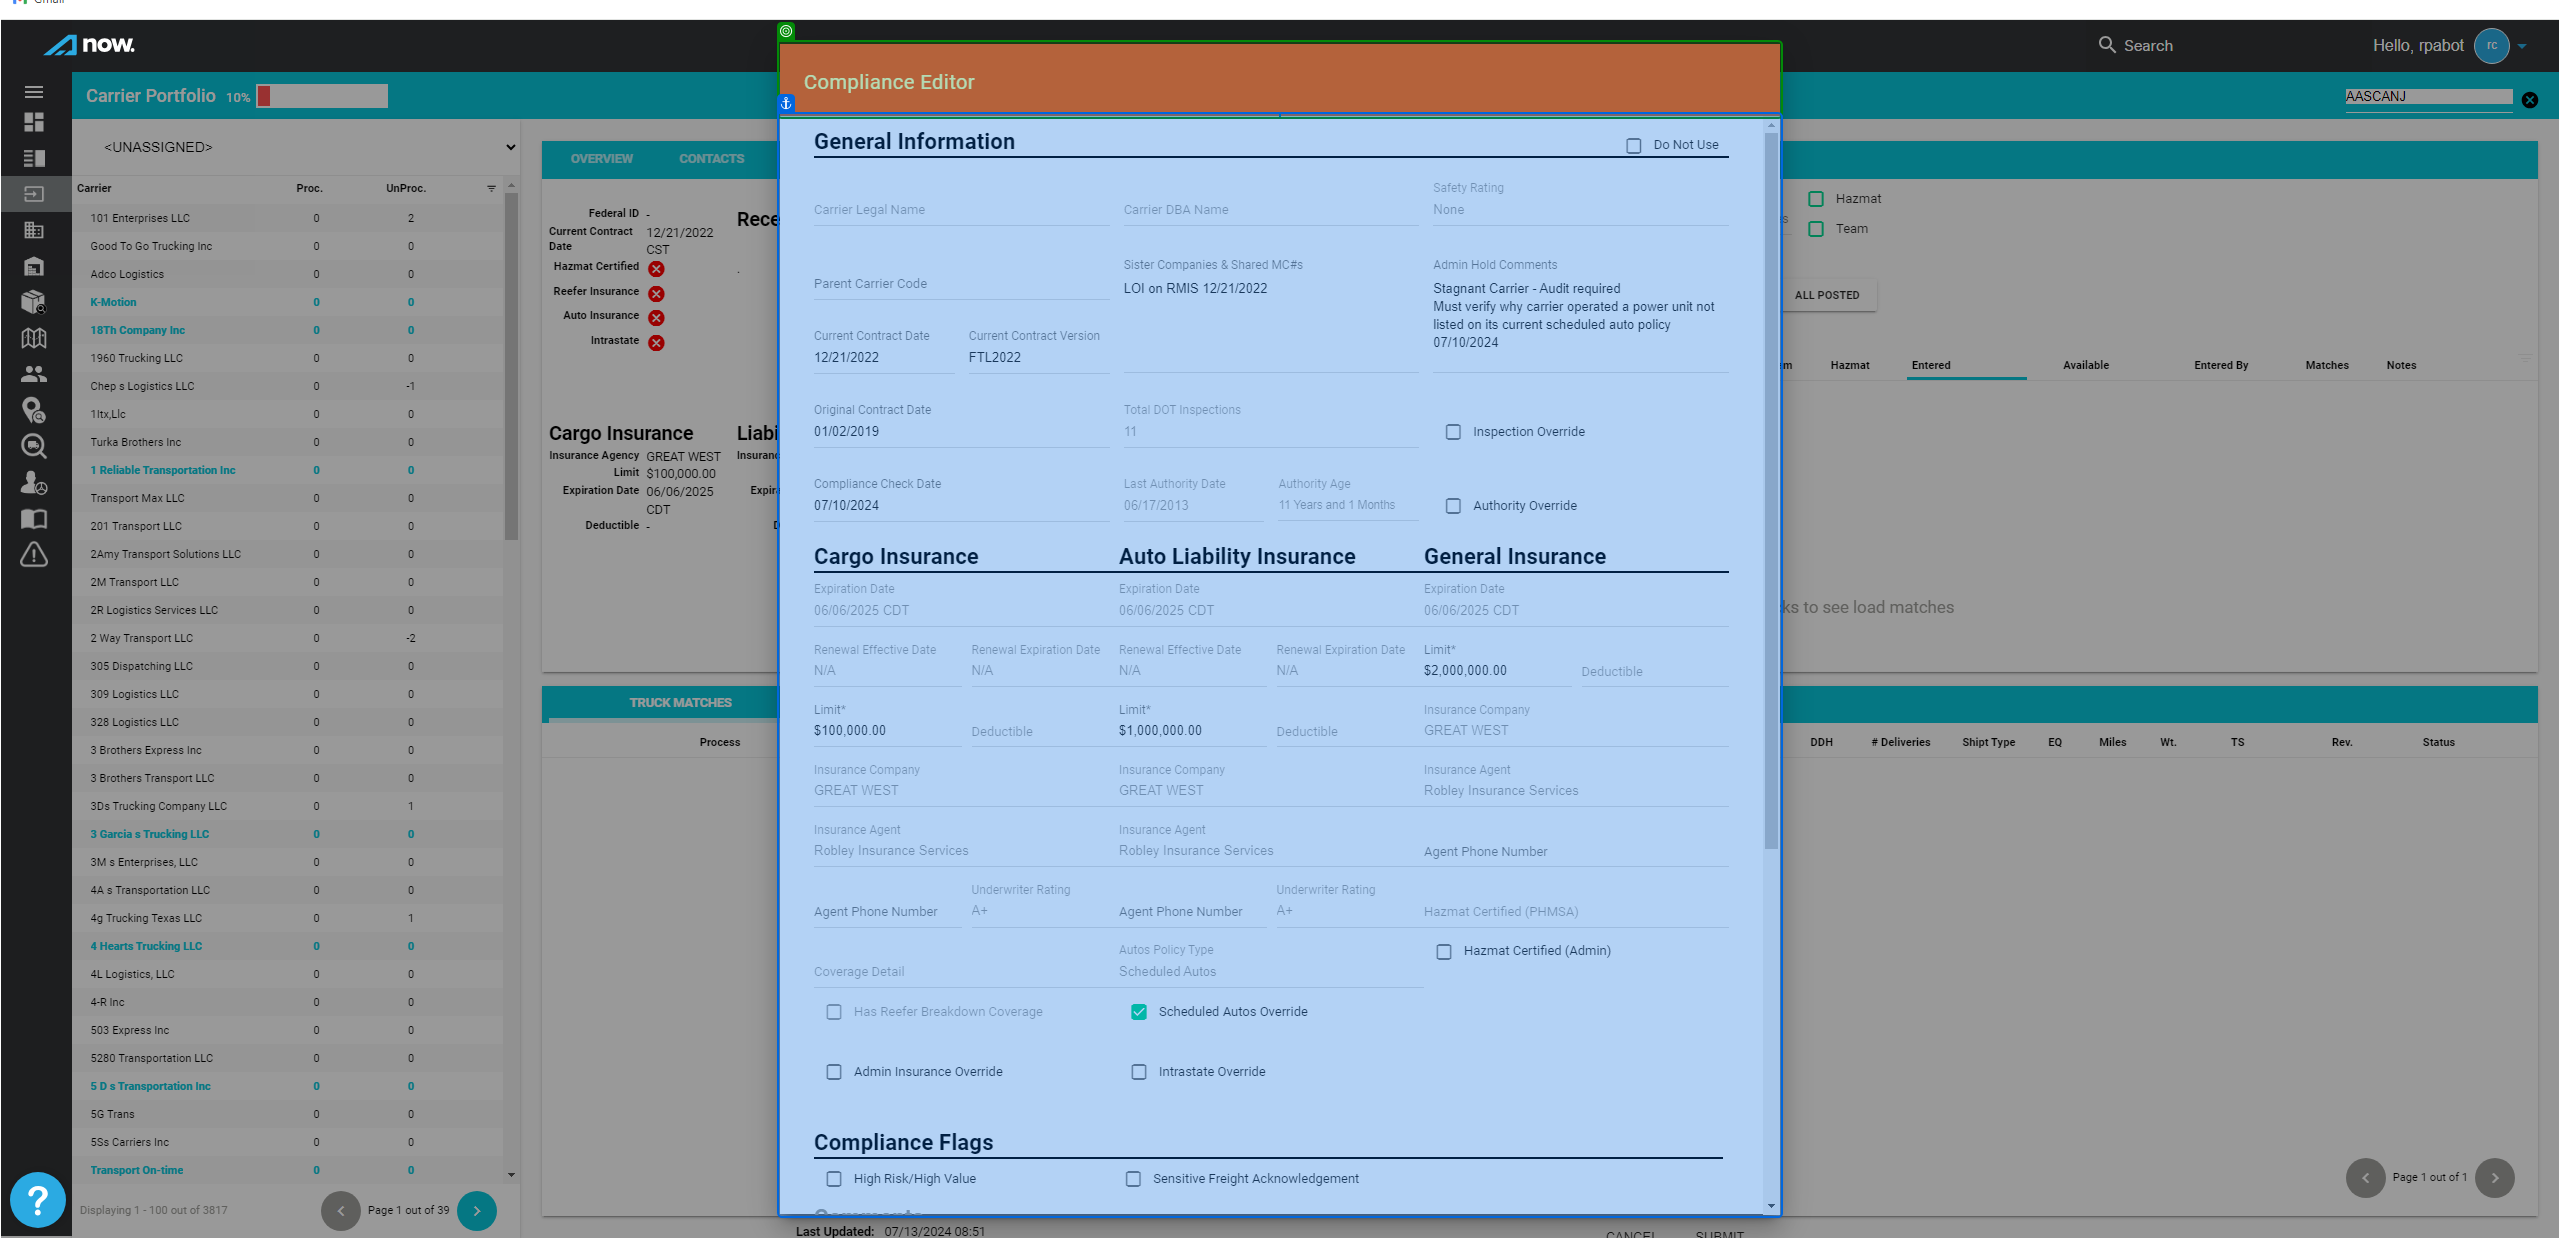 Gmail
now.
Search
Hello, rpabot
rc
Carrier Portfolio 10%
AASCANJ
<UNASSIGNED>
Carrier Proc. UnProc.
101 Enterprises LLC 0 2
Good To Go Trucking Inc 0 0
Adco Logistics 0 0
K-Motion 0 0
18Th Company Inc 0 0
1960 Trucking LLC 0 0
Chep s Logistics LLC 0 -1
1ltx,Llc 0 0
Turka Brothers Inc 0 0
1 Reliable Transportation Inc 0 0
Transport Max LLC 0 0
201 Transport LLC 0 0
2Amy Transport Solutions LLC 0 0
2M Transport LLC 0 0
2R Logistics Services LLC 0 0
2 Way Transport LLC 0 -2
305 Dispatching LLC 0 0
309 Logistics LLC 0 0
328 Logistics LLC 0 0
3 Brothers Express Inc 0 0
3 Brothers Transport LLC 0 0
3Ds Trucking Company LLC 0 1
3 Garcia s Trucking LLC 0 0
3M s Enterprises, LLC 0 0
4A s Transportation LLC 0 0
4g Trucking Texas LLC 0 1
4 Hearts Trucking LLC 0 0
4L Logistics, LLC 0 0
4-R Inc 0 0
503 Express Inc 0 0
5280 Transportation LLC 0 0
5 D s Transportation Inc 0 0
5G Trans 0 0
5Ss Carriers Inc 0 0
Transport On-time 0 0
?
Displaying 1 - 100 out of 3817
Page 1 out of 39
OVERVIEW CONTACTS
Federal ID -
Current Contract Date 12/21/2022 CST
Hazmat Certified
Reefer Insurance
Auto Insurance
Intrastate
Rece
.
Cargo Insurance
Insurance Agency GREAT WEST
Limit $100,000.00
Expiration Date 06/06/2025 CDT
Deductible -
Liabi
Insuran
Expir
TRUCK MATCHES
Process
Compliance Editor
General Information
Do Not Use
Carrier Legal Name
Carrier DBA Name
Safety Rating
None
Parent Carrier Code
Sister Companies & Shared MC#s
LOI on RMIS 12/21/2022
Admin Hold Comments
Stagnant Carrier - Audit required
Must verify why carrier operated a power unit not
listed on its current scheduled auto policy
07/10/2024
Current Contract Date
12/21/2022
Current Contract Version
FTL2022
Original Contract Date
01/02/2019
Total DOT Inspections
11
Inspection Override
Compliance Check Date
07/10/2024
Last Authority Date
06/17/2013
Authority Age
11 Years and 1 Months
Authority Override
Cargo Insurance Auto Liability Insurance General Insurance
Expiration Date Expiration Date Expiration Date
06/06/2025 CDT 06/06/2025 CDT 06/06/2025 CDT
Renewal Effective Date Renewal Expiration Date Renewal Effective Date Renewal Expiration Date Limit*
N/A N/A N/A N/A $2,000,000.00 Deductible
Limit* Limit* Insurance Company
$100,000.00 Deductible $1,000,000.00 Deductible GREAT WEST
Insurance Company Insurance Company Insurance Agent
GREAT WEST GREAT WEST Robley Insurance Services
Insurance Agent Insurance Agent
Robley Insurance Services Robley Insurance Services Agent Phone Number
Underwriter Rating Underwriter Rating
Agent Phone Number A+ Agent Phone Number A+ Hazmat Certified (PHMSA)
Autos Policy Type Hazmat Certified (Admin)
Coverage Detail Scheduled Autos
Has Reefer Breakdown Coverage Scheduled Autos Override
Admin Insurance Override Intrastate Override
Compliance Flags
High Risk/High Value Sensitive Freight Acknowledgement
Comments
Last Updated: 07/13/2024 08:51
CANCEL SUBMIT
Hazmat
Team
ALL POSTED
Hazmat Entered Available Entered By Matches Notes
ks to see load matches
DDH # Deliveries Shipt Type EQ Miles Wt. TS Rev. Status
Page 1 out of 1